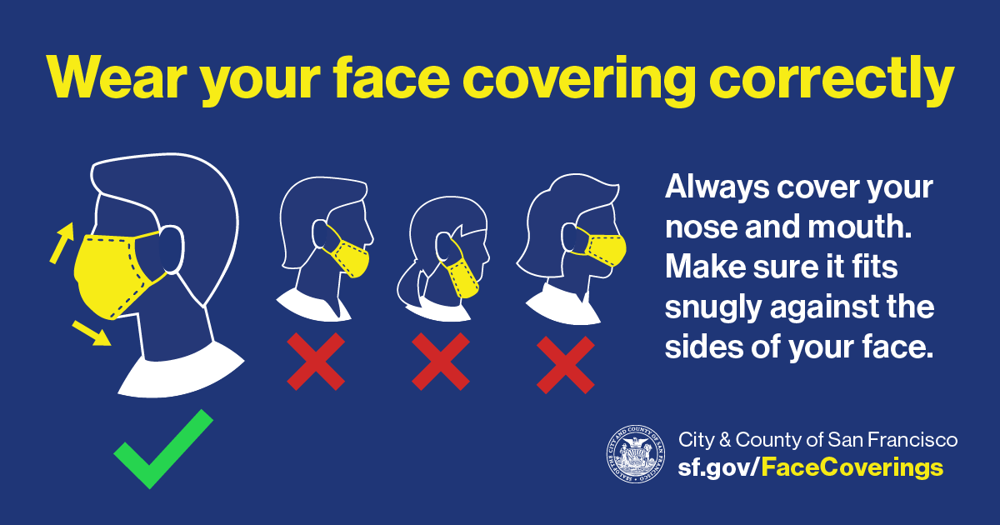 Wear your face covering correctly
Always cover your
nose and mouth.
Make sure it fits
snugly against the
sides of your face.
SEAL OF THE CITY AND COUNTY OF SAN FRANCISCO
City & County of San Francisco
sf.gov/FaceCoverings